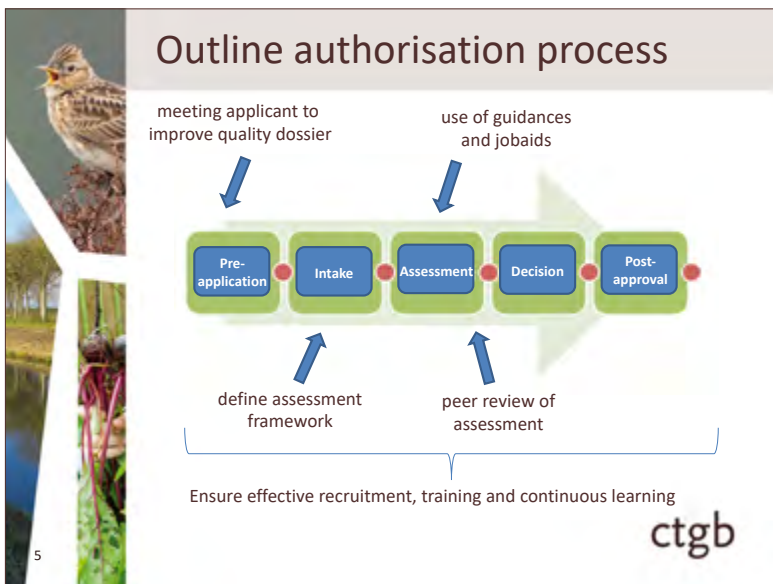 Outline authorisation process
meeting applicant to
improve quality dossier
use of guidances
and jobaids
Pre-
application
Intake
Assessment
Decision
Post-
approval
define assessment
framework
peer review of
assessment
Ensure effective recruitment, training and continuous learning
ctgb
5